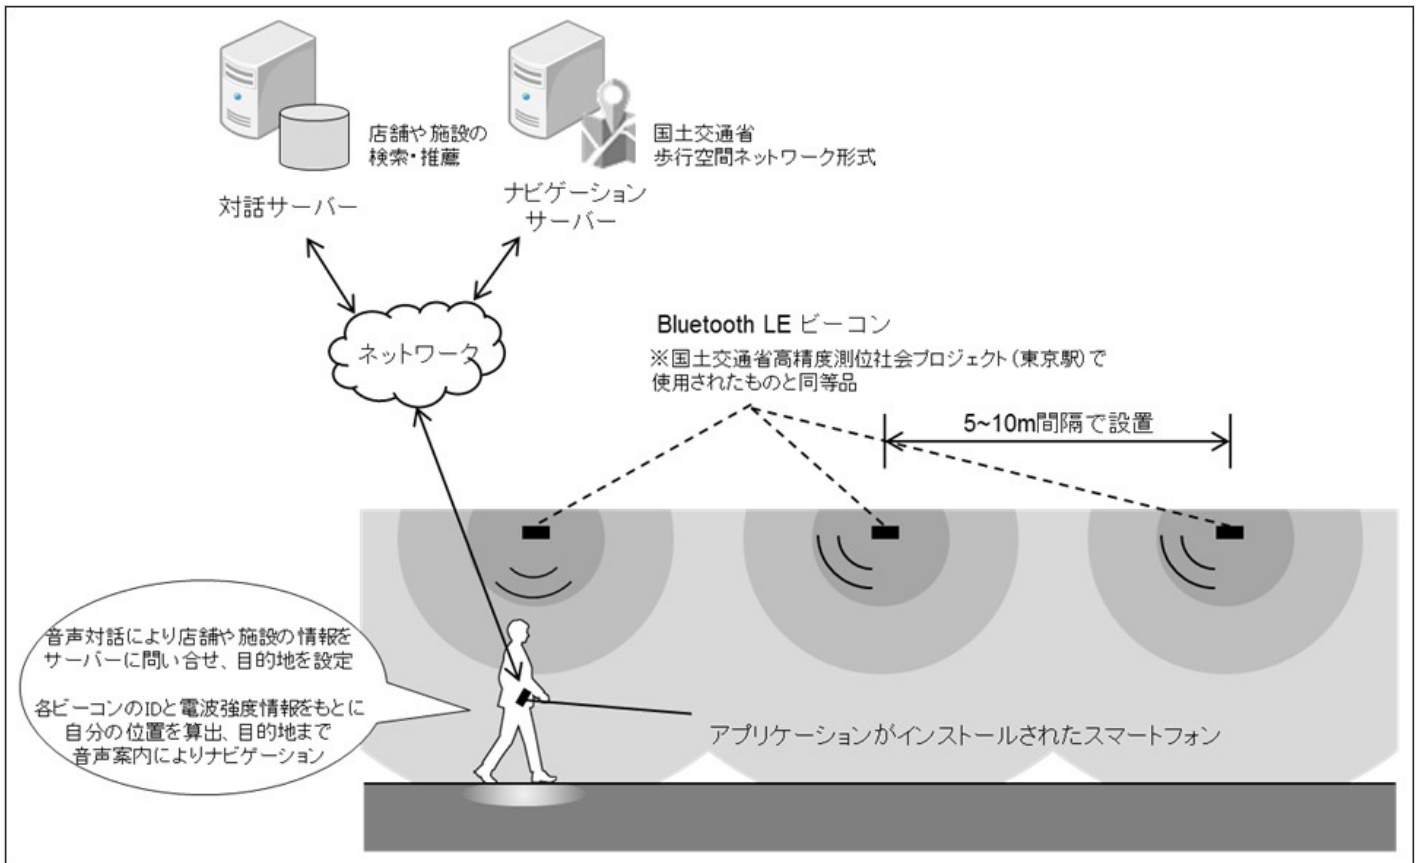 店舗や施設の
検索・推薦
対話サーバー
国土交通省
歩行空間ネットワーク形式
ナビゲーション
サーバー
ネットワーク
Bluetooth LE ビーコン
※国土交通省高精度測位社会プロジェクト(東京駅)で
使用されたものと同等品
5~10m間隔で設置
音声対話により店舗や施設の情報を
サーバーに問い合せ、目的地を設定
各ビーコンのIDと電波強度情報をもとに
自分の位置を算出、目的地まで
音声案内によりナビゲーション
アプリケーションがインストールされたスマートフォン